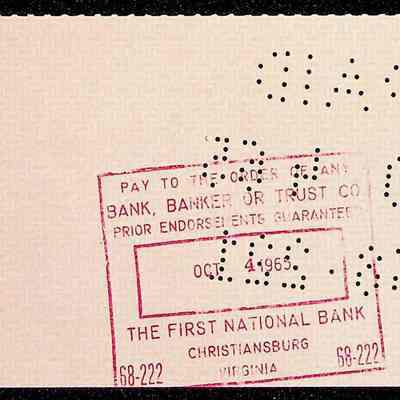 PAY TO THE ORDER OF ANY
BANK, BANKER OR TRUST CO
PRIOR ENDORSEMENTS GUARANTEED
OCT 4 1965
THE FIRST NATIONAL BANK
CHRISTIANSBURG
68-222 VIRGINIA 68-222